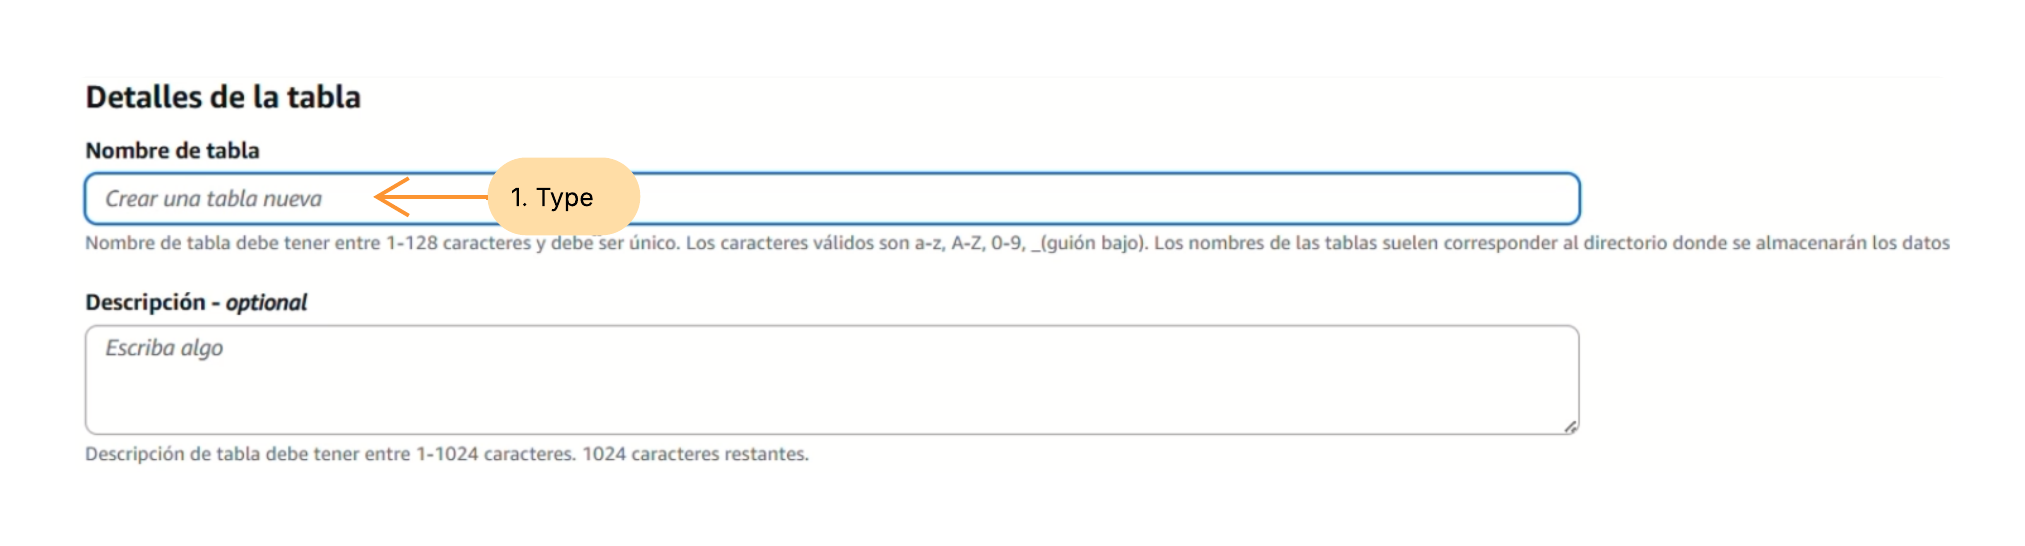 Detalles de la tabla
Nombre de tabla
Crear una tabla nueva
1. Type
Nombre de tabla debe tener entre 1-128 caracteres y debe ser único. Los caracteres válidos son a-z, A-Z, 0-9, _(guión bajo). Los nombres de las tablas suelen corresponder al directorio donde se almacenarán los datos
Descripción - optional
Escriba algo
Descripción de tabla debe tener entre 1-1024 caracteres. 1024 caracteres restantes.